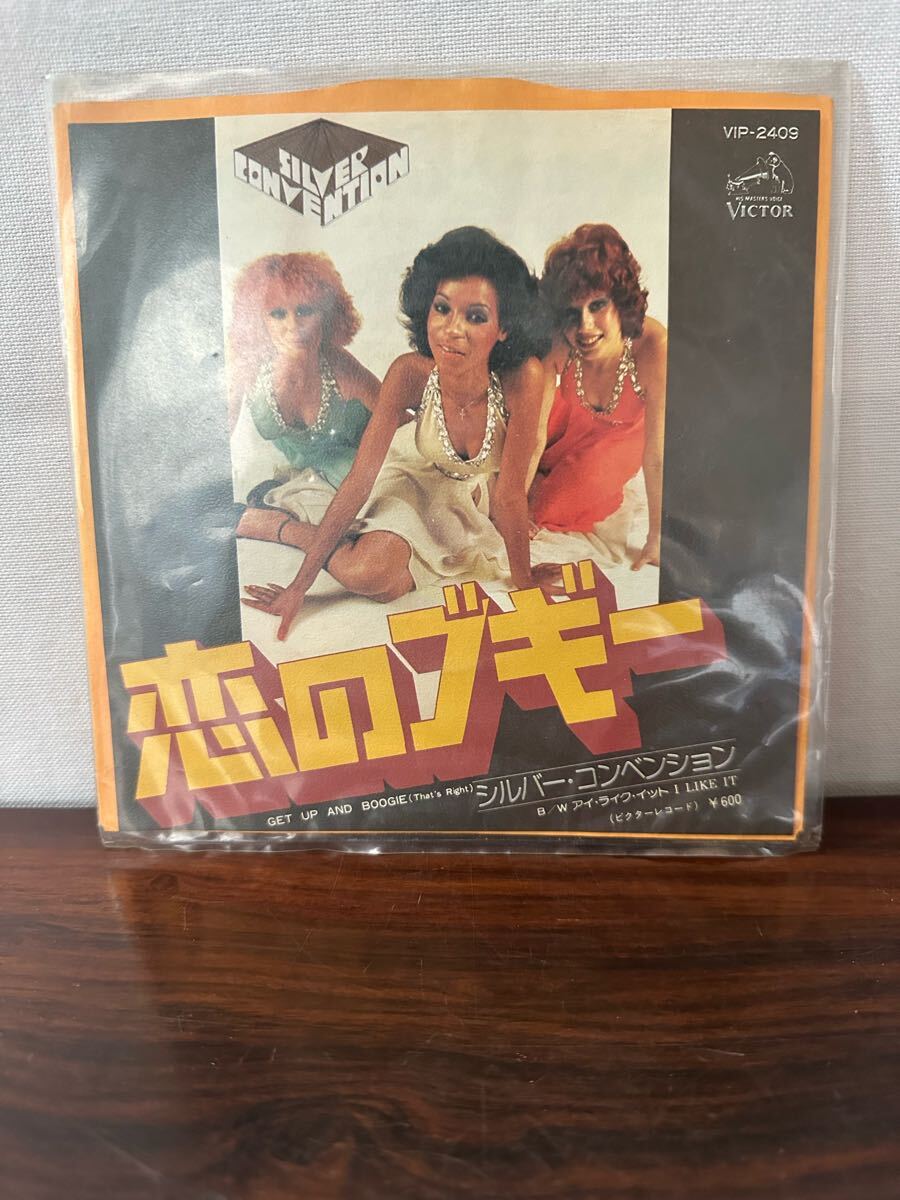 SILVER
CONVENTION
VIP-2409
HIS MASTER'S VOICE
VICTOR
恋のブギー
GET UP AND BOOGIE (That's Right)
シルバー・コンベンション
B/W アイ・ライク・イット I LIKE IT
(ビクターレコード) ¥600